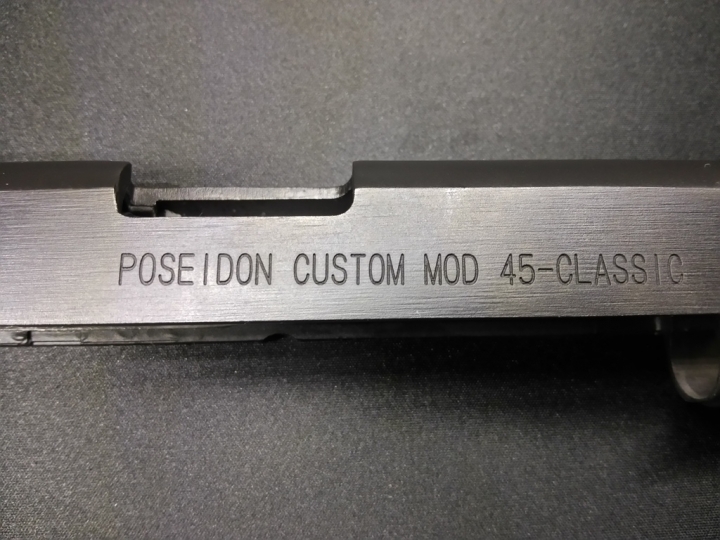 POSEIDON CUSTOM MOD 45-CLASSIC